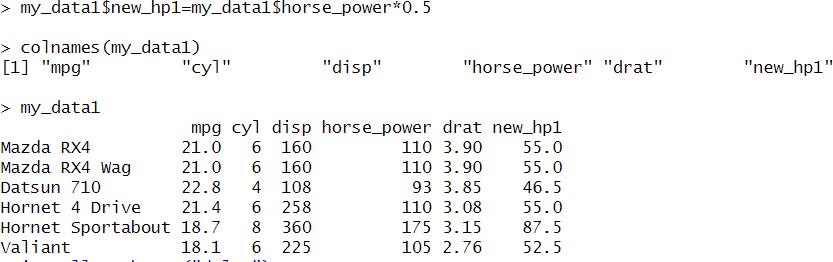 > my_data1$new_hp1=my_data1$horse_power*0.5
> colnames(my_data1)
[1] "mpg" "cyl" "disp" "horse_power" "drat" "new_hp1"
> my_data1
mpg cyl disp horse_power drat new_hp1
Mazda RX4 21.0 6 160 110 3.90 55.0
Mazda RX4 Wag 21.0 6 160 110 3.90 55.0
Datsun 710 22.8 4 108 93 3.85 46.5
Hornet 4 Drive 21.4 6 258 110 3.08 55.0
Hornet Sportabout 18.7 8 360 175 3.15 87.5
Valiant 18.1 6 225 105 2.76 52.5